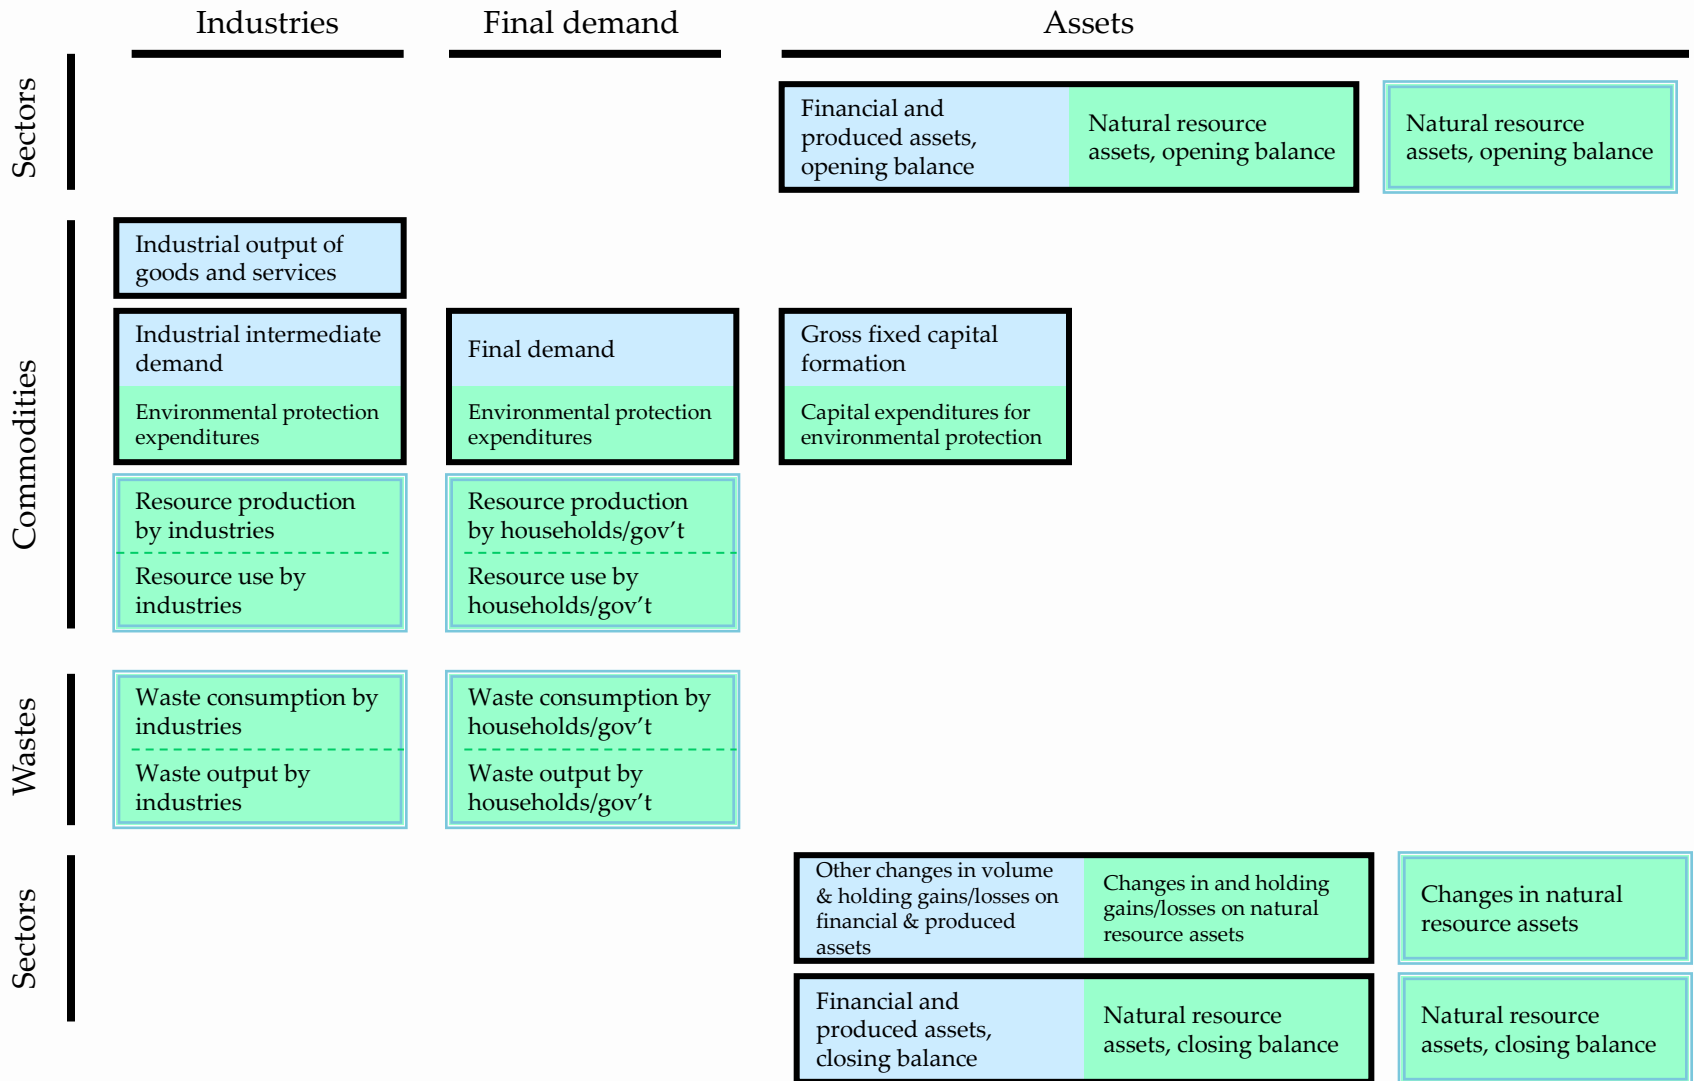 Industries
Final demand
Assets
Sectors
Financial and
produced assets,
opening balance
Natural resource
assets, opening balance
Natural resource
assets, opening balance
Commodities
Industrial output of
goods and services
Industrial intermediate
demand
Environmental protection
expenditures
Final demand
Environmental protection
expenditures
Gross fixed capital
formation
Capital expenditures for
environmental protection
Resource production
by industries
Resource use by
industries
Resource production
by households/gov’t
Resource use by
households/gov’t
Wastes
Waste consumption by
industries
Waste output by
industries
Waste consumption by
households/gov’t
Waste output by
households/gov’t
Sectors
Other changes in volume
& holding gains/losses on
financial & produced
assets
Changes in and holding
gains/losses on natural
resource assets
Changes in natural
resource assets
Financial and
produced assets,
closing balance
Natural resource
assets, closing balance
Natural resource
assets, closing balance